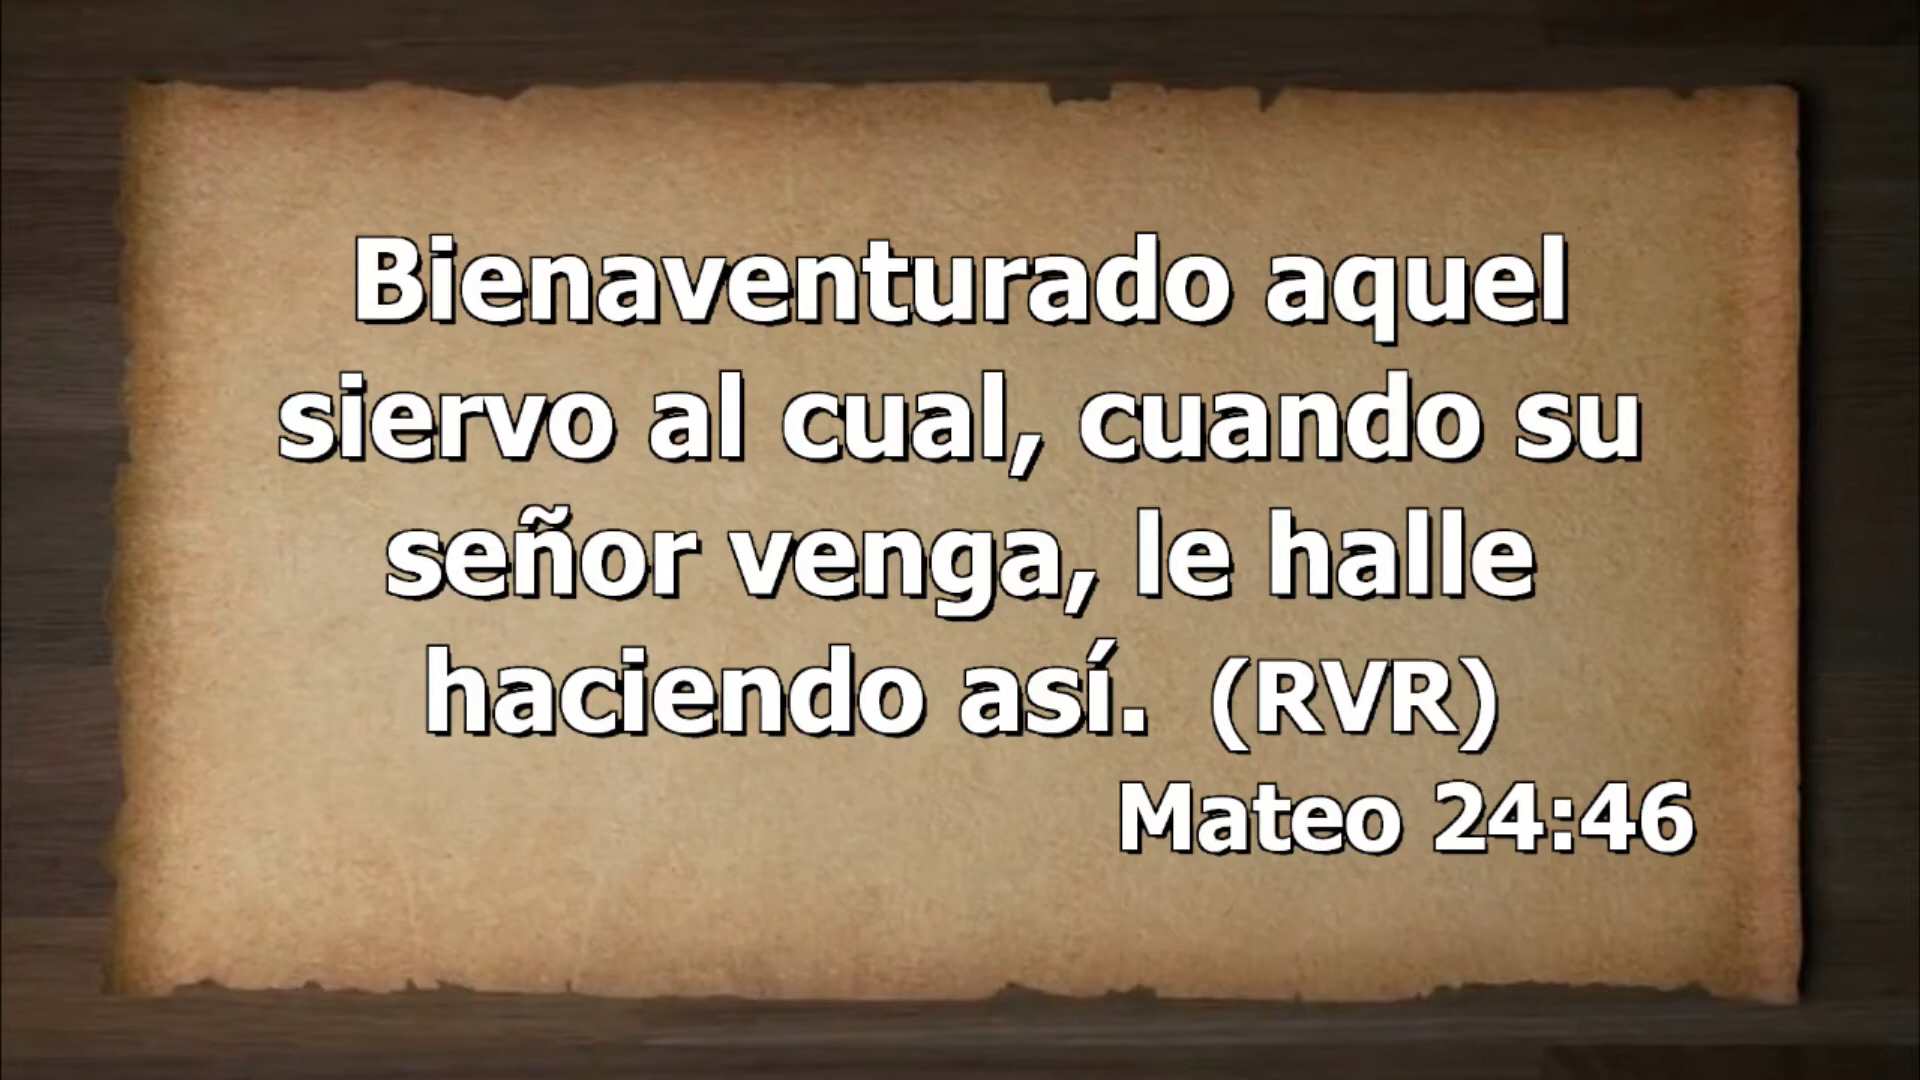 Bienaventurado aquel
siervo al cual, cuando su
señor venga, le halle
haciendo así. (RVR)
Mateo 24:46